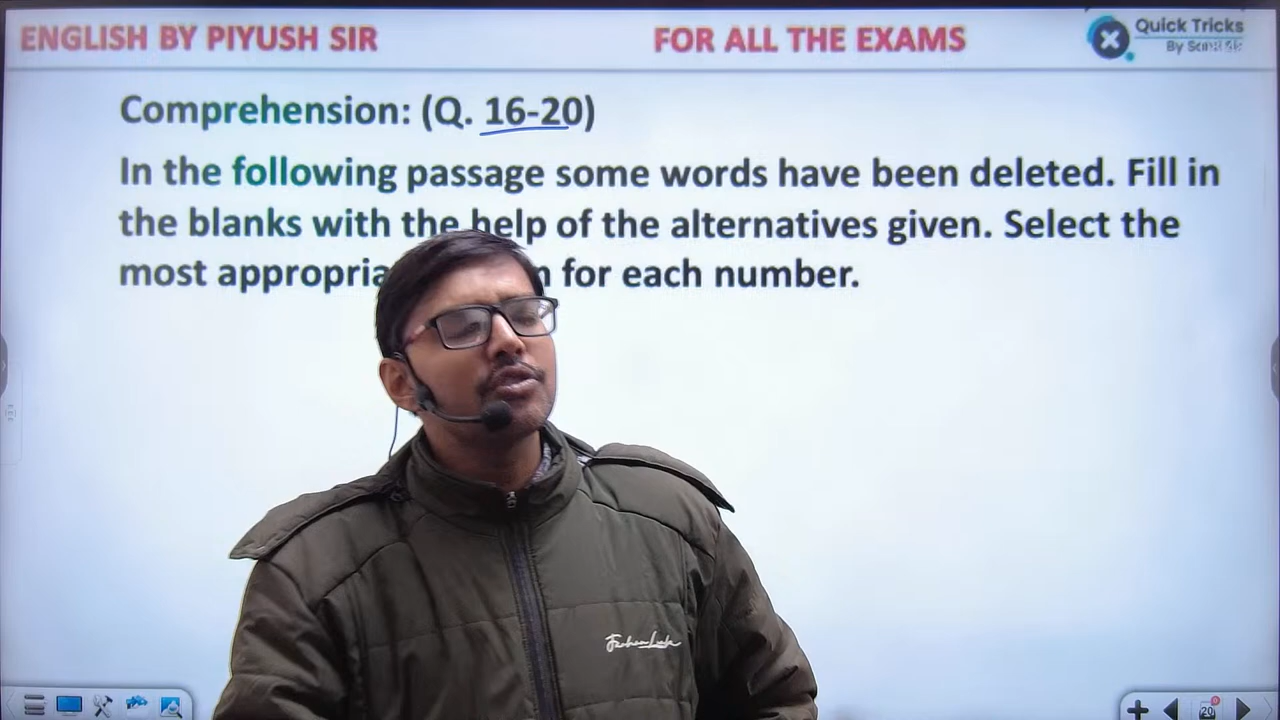 ENGLISH BY PIYUSH SIR
FOR ALL THE EXAMS
Quick Tricks
By
Comprehension: (Q. 16-20)
In the following passage some words have been deleted. Fill in
the blanks with the help of the alternatives given. Select the
most for each number.
20